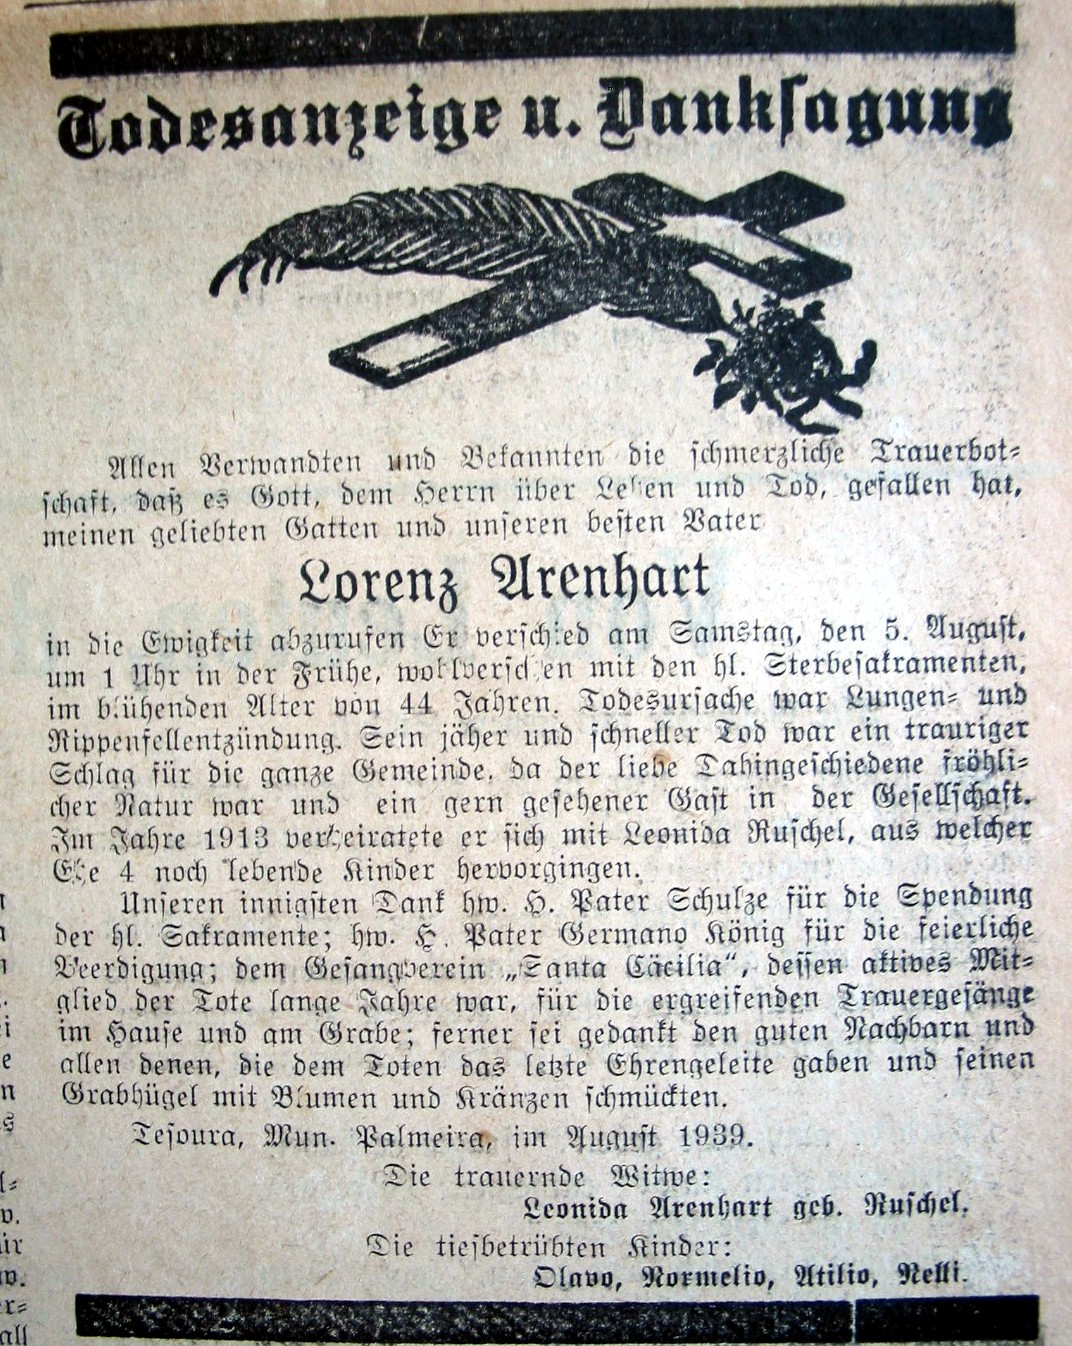 Todesanzeige u. Danksagung
Allen Verwandten und Bekannten die schmerzliche Trauerbot-
schaft, daß es Gott, dem Herrn über Leben und Tod, gefallen hat,
meinen geliebten Gatten und unseren besten Vater
Lorenz Arenhart
in die Ewigkeit abzurufen Er verschied am Samstag, den 5. August,
um 1 Uhr in der Frühe, wohlversehen mit den hl. Sterbesakramenten,
im blühenden Alter von 44 Jahren. Todesursache war Lungen- und
Rippenfellentzündung. Sein jäher und schneller Tod war ein trauriger
Schlag für die ganze Gemeinde, da der liebe Dahingeschiedene fröhli-
cher Natur war und ein gern gesehener Gast in der Gesellschaft.
Im Jahre 1913 verheiratete er sich mit Leonida Ruschel, aus welcher
Ehe 4 noch lebende Kinder hervorgingen.
Unseren innigsten Dank hw. H. Pater Schulze für die Spendung
der hl. Sakramente; hw. H. Pater Germano König für die feierliche
Beerdigung; dem Gesangverein „Santa Cäcilia“, dessen aktives Mit-
glied der Tote lange Jahre war, für die ergreifenden Trauergesänge
im Hause und am Grabe; ferner sei gedankt den guten Nachbarn und
allen denen, die dem Toten das letzte Ehrengeleite gaben und seinen
Grabhügel mit Blumen und Kränzen schmückten.
Tesoura, Mun. Palmeira, im August 1939.
Die trauernde Witwe:
Leonida Arenhart geb. Ruschel.
Die tiefbetrübten Kinder:
Olavo, Normelio, Atilio, Nelli.